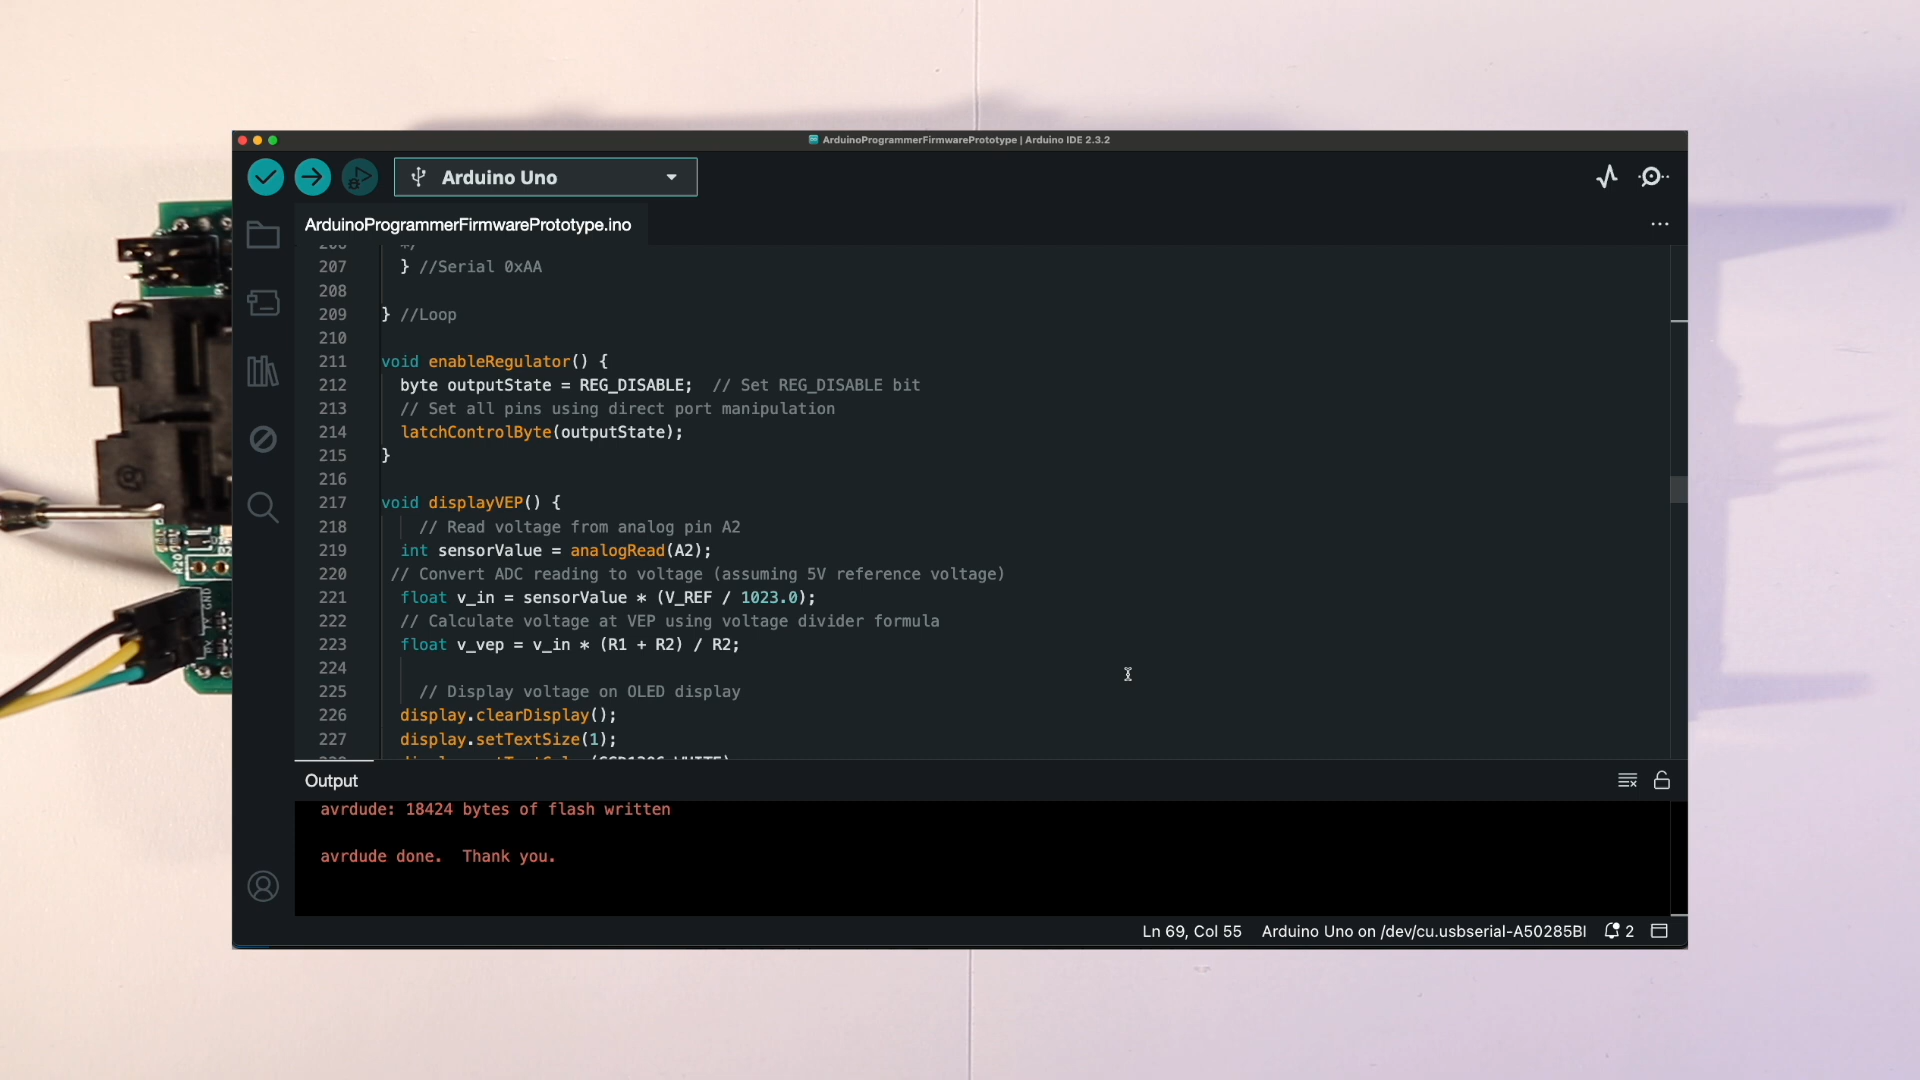 ArduinoProgrammerFirmwarePrototype | Arduino IDE 2.3.2
Arduino Uno
ArduinoProgrammerFirmwarePrototype.ino
206 */
207 } //Serial 0xAA
208
209 } //Loop
210
211 void enableRegulator() {
212 byte outputState = REG_DISABLE; // Set REG_DISABLE bit
213 // Set all pins using direct port manipulation
214 latchControlByte(outputState);
215 }
216
217 void displayVEP() {
218 // Read voltage from analog pin A2
219 int sensorValue = analogRead(A2);
220 // Convert ADC reading to voltage (assuming 5V reference voltage)
221 float v_in = sensorValue * (V_REF / 1023.0);
222 // Calculate voltage at VEP using voltage divider formula
223 float v_vep = v_in * (R1 + R2) / R2;
224
225 // Display voltage on OLED display
226 display.clearDisplay();
227 display.setTextSize(1);
Output
avrdude: 18424 bytes of flash written
avrdude done. Thank you.
Ln 69, Col 55 Arduino Uno on /dev/cu.usbserial-A50285BI 2
R20
GND